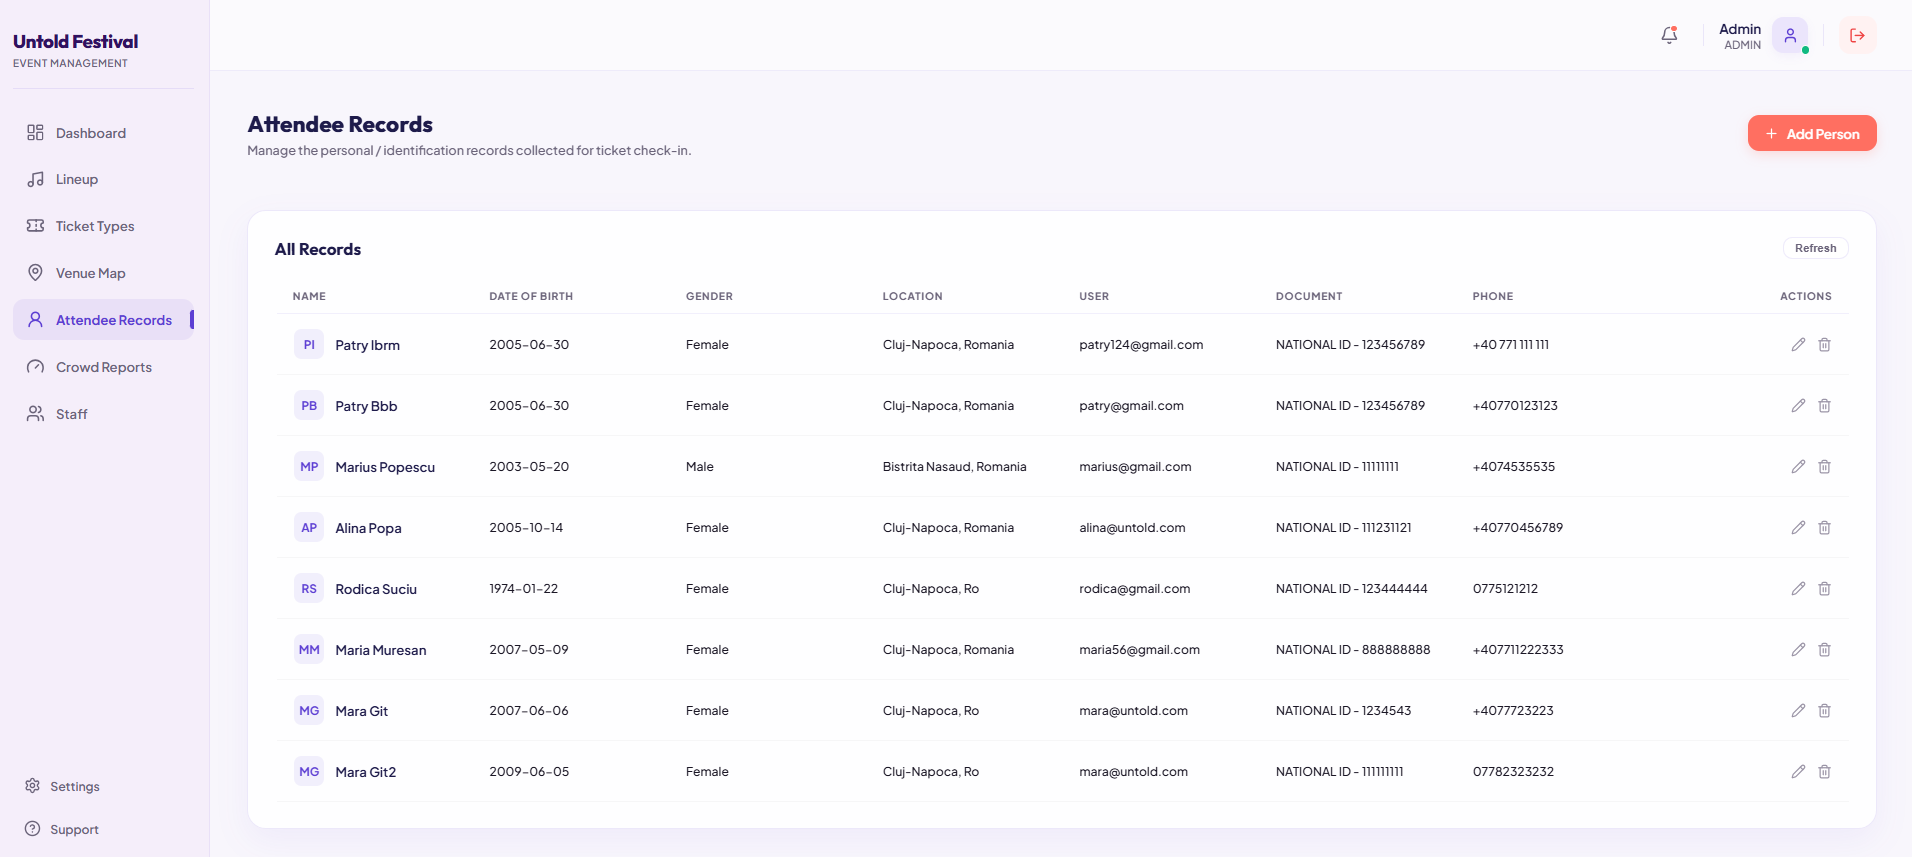 Untold Festival
EVENT MANAGEMENT
Dashboard
Lineup
Ticket Types
Venue Map
Attendee Records
Crowd Reports
Staff
Settings
Support
Admin
ADMIN
Attendee Records
Manage the personal / identification records collected for ticket check-in.
+ Add Person
All Records
Refresh
NAME DATE OF BIRTH GENDER LOCATION USER DOCUMENT PHONE ACTIONS
PI Patry Ibrm 2005-06-30 Female Cluj-Napoca, Romania patry124@gmail.com NATIONAL ID - 123456789 +40 771 111 111
PB Patry Bbb 2005-06-30 Female Cluj-Napoca, Romania patry@gmail.com NATIONAL ID - 123456789 +40770123123
MP Marius Popescu 2003-05-20 Male Bistrita Nasaud, Romania marius@gmail.com NATIONAL ID - 11111111 +4074535535
AP Alina Popa 2005-10-14 Female Cluj-Napoca, Romania alina@untold.com NATIONAL ID - 111231121 +40770456789
RS Rodica Suciu 1974-01-22 Female Cluj-Napoca, Ro rodica@gmail.com NATIONAL ID - 123444444 0775121212
MM Maria Muresan 2007-05-09 Female Cluj-Napoca, Romania maria56@gmail.com NATIONAL ID - 888888888 +407711222333
MG Mara Git 2007-06-06 Female Cluj-Napoca, Ro mara@untold.com NATIONAL ID - 1234543 +4077723223
MG Mara Git2 2009-06-05 Female Cluj-Napoca, Ro mara@untold.com NATIONAL ID - 111111111 07782323232